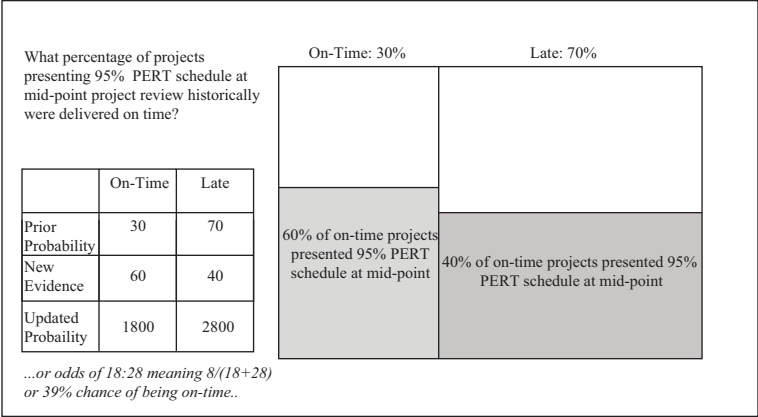 What percentage of projects
presenting 95% PERT schedule at
mid-point project review historically
were delivered on time?
On-Time: 30%
Late: 70%
On-Time Late
Prior
Probability
30 70
New
Evidence
60 40
Updated
Probaility
1800 2800
...or odds of 18:28 meaning 8/(18+28)
or 39% chance of being on-time..
60% of on-time projects
presented 95% PERT
schedule at mid-point
40% of on-time projects presented 95%
PERT schedule at mid-point